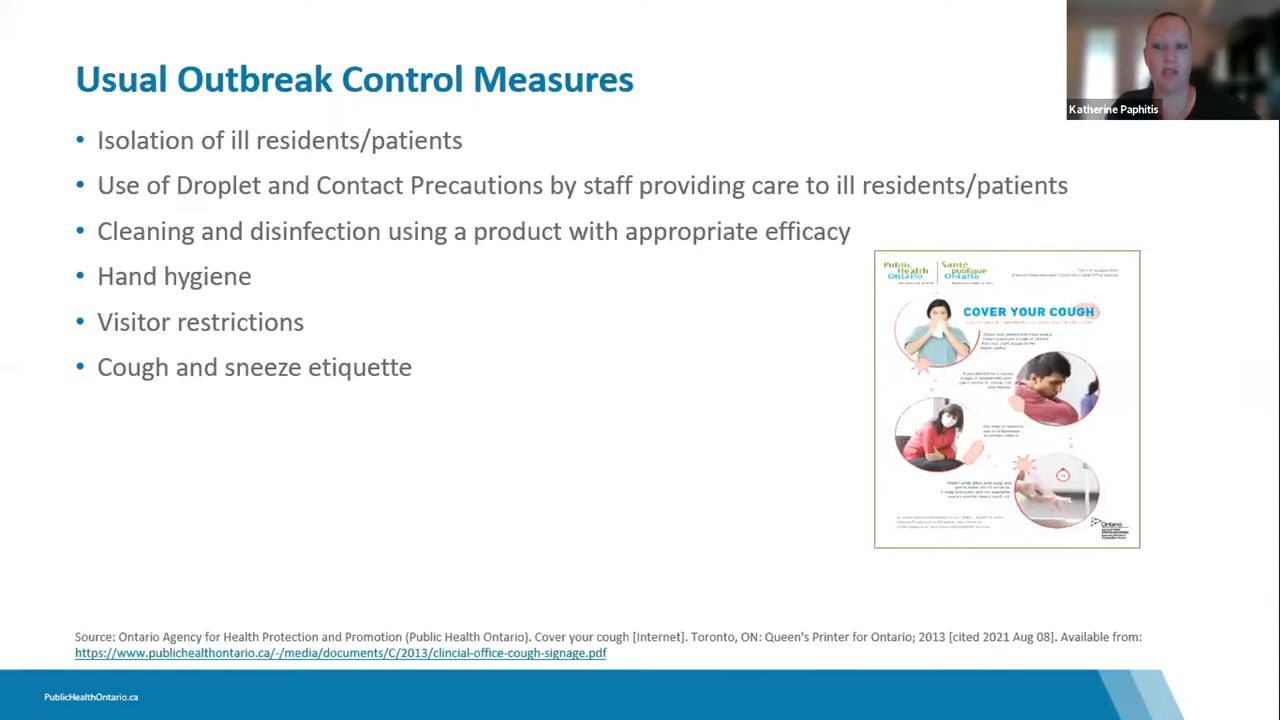 Usual Outbreak Control Measures
Katherine Paphitis
• Isolation of ill residents/patients
• Use of Droplet and Contact Precautions by staff providing care to ill residents/patients
• Cleaning and disinfection using a product with appropriate efficacy
• Hand hygiene
• Visitor restrictions
• Cough and sneeze etiquette
Public Health Ontario
Santé publique Ontario
COVER YOUR COUGH
Ontario
Source: Ontario Agency for Health Protection and Promotion (Public Health Ontario). Cover your cough [Internet]. Toronto, ON: Queen's Printer for Ontario; 2013 [cited 2021 Aug 08]. Available from:
https://www.publichealthontario.ca/-/media/documents/C/2013/clincial-office-cough-signage.pdf
PublicHealthOntario.ca